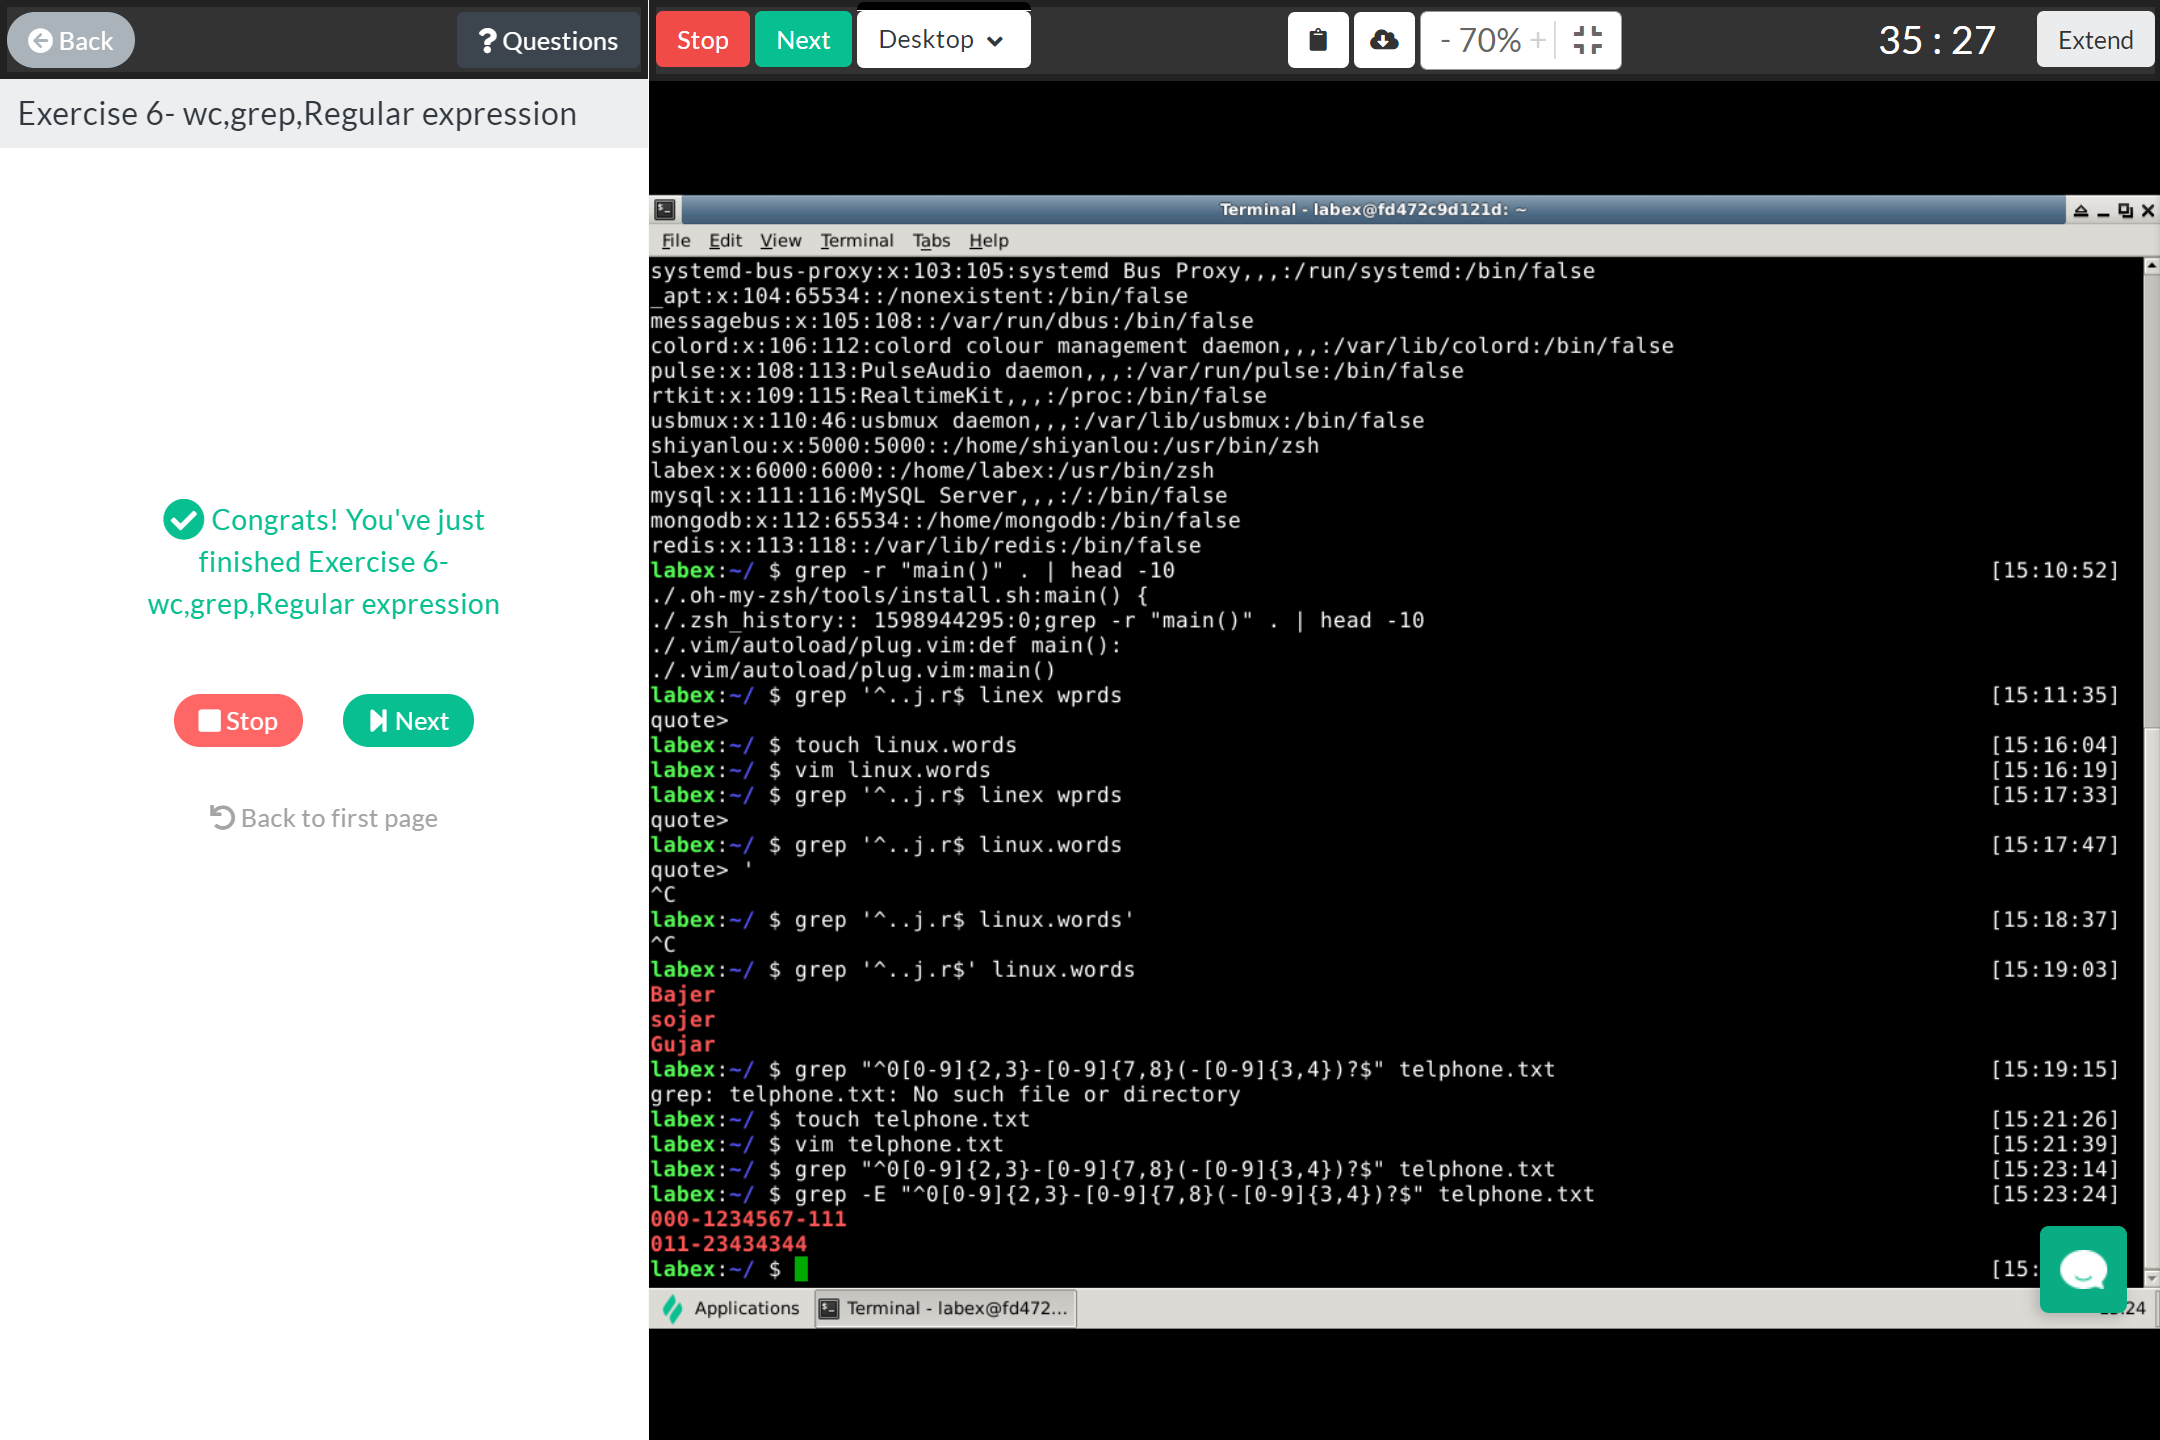 Back
Questions
Stop
Next
Desktop
- 70% +
35 : 27
Extend
Exercise 6- wc,grep,Regular expression
Congrats! You've just
finished Exercise 6-
wc,grep,Regular expression
Stop
Next
Back to first page
Terminal - labex@fd472c9d121d: ~
File Edit View Terminal Tabs Help
systemd-bus-proxy:x:103:105:systemd Bus Proxy,,,:/run/systemd:/bin/false
_apt:x:104:65534::/nonexistent:/bin/false
messagebus:x:105:108::/var/run/dbus:/bin/false
colord:x:106:112:colord colour management daemon,,,:/var/lib/colord:/bin/false
pulse:x:108:113:PulseAudio daemon,,,:/var/run/pulse:/bin/false
rtkit:x:109:115:RealtimeKit,,,:/proc:/bin/false
usbmux:x:110:46:usbmux daemon,,,:/var/lib/usbmux:/bin/false
shiyanlou:x:5000:5000::/home/shiyanlou:/usr/bin/zsh
labex:x:6000:6000::/home/labex:/usr/bin/zsh
mysql:x:111:116:MySQL Server,,,:/:/bin/false
mongodb:x:112:65534::/home/mongodb:/bin/false
redis:x:113:118::/var/lib/redis:/bin/false
labex:~/ $ grep -r "main()" . | head -10 [15:10:52]
./.oh-my-zsh/tools/install.sh:main() {
./.zsh_history:: 1598944295:0;grep -r "main()" . | head -10
./.vim/autoload/plug.vim:def main():
./.vim/autoload/plug.vim:main()
labex:~/ $ grep '^..j.r$ linex wprds [15:11:35]
quote>
labex:~/ $ touch linux.words [15:16:04]
labex:~/ $ vim linux.words [15:16:19]
labex:~/ $ grep '^..j.r$ linex wprds [15:17:33]
quote>
labex:~/ $ grep '^..j.r$ linux.words [15:17:47]
quote> '
^C
labex:~/ $ grep '^..j.r$ linux.words' [15:18:37]
^C
labex:~/ $ grep '^..j.r$' linux.words [15:19:03]
Bajer
sojer
Gujar
labex:~/ $ grep "^0[0-9]{2,3}-[0-9]{7,8}(-[0-9]{3,4})?$" telphone.txt [15:19:15]
grep: telphone.txt: No such file or directory
labex:~/ $ touch telphone.txt [15:21:26]
labex:~/ $ vim telphone.txt [15:21:39]
labex:~/ $ grep "^0[0-9]{2,3}-[0-9]{7,8}(-[0-9]{3,4})?$" telphone.txt [15:23:14]
labex:~/ $ grep -E "^0[0-9]{2,3}-[0-9]{7,8}(-[0-9]{3,4})?$" telphone.txt [15:23:24]
000-1234567-111
011-23434344
labex:~/ $ [15:
Applications
Terminal - labex@fd472...
24